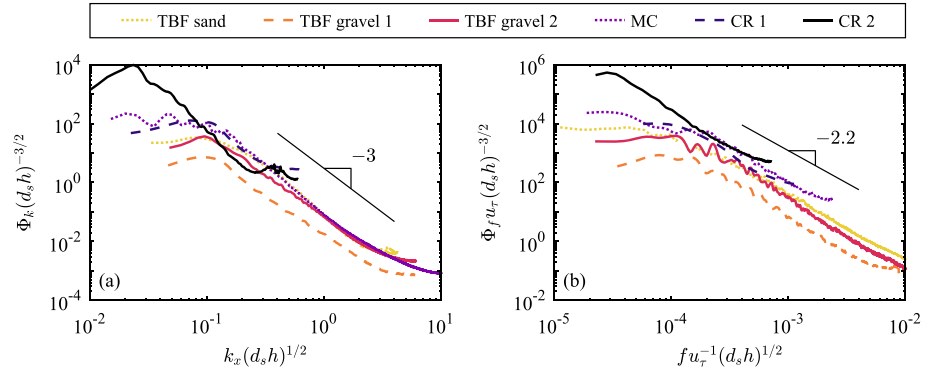 TBF sand TBF gravel 1 TBF gravel 2 MC CR 1 CR 2
10^4
10^2
10^0
10^-2
10^-4
Φ_k(d_s h)^{-3/2}
−3
(a)
10^-2 10^-1 10^0 10^1
k_x(d_s h)^{1/2}
10^6
10^4
10^2
10^0
10^-2
Φ_f u_τ(d_s h)^{-3/2}
−2.2
(b)
10^-5 10^-4 10^-3 10^-2
f u_τ^{-1}(d_s h)^{1/2}